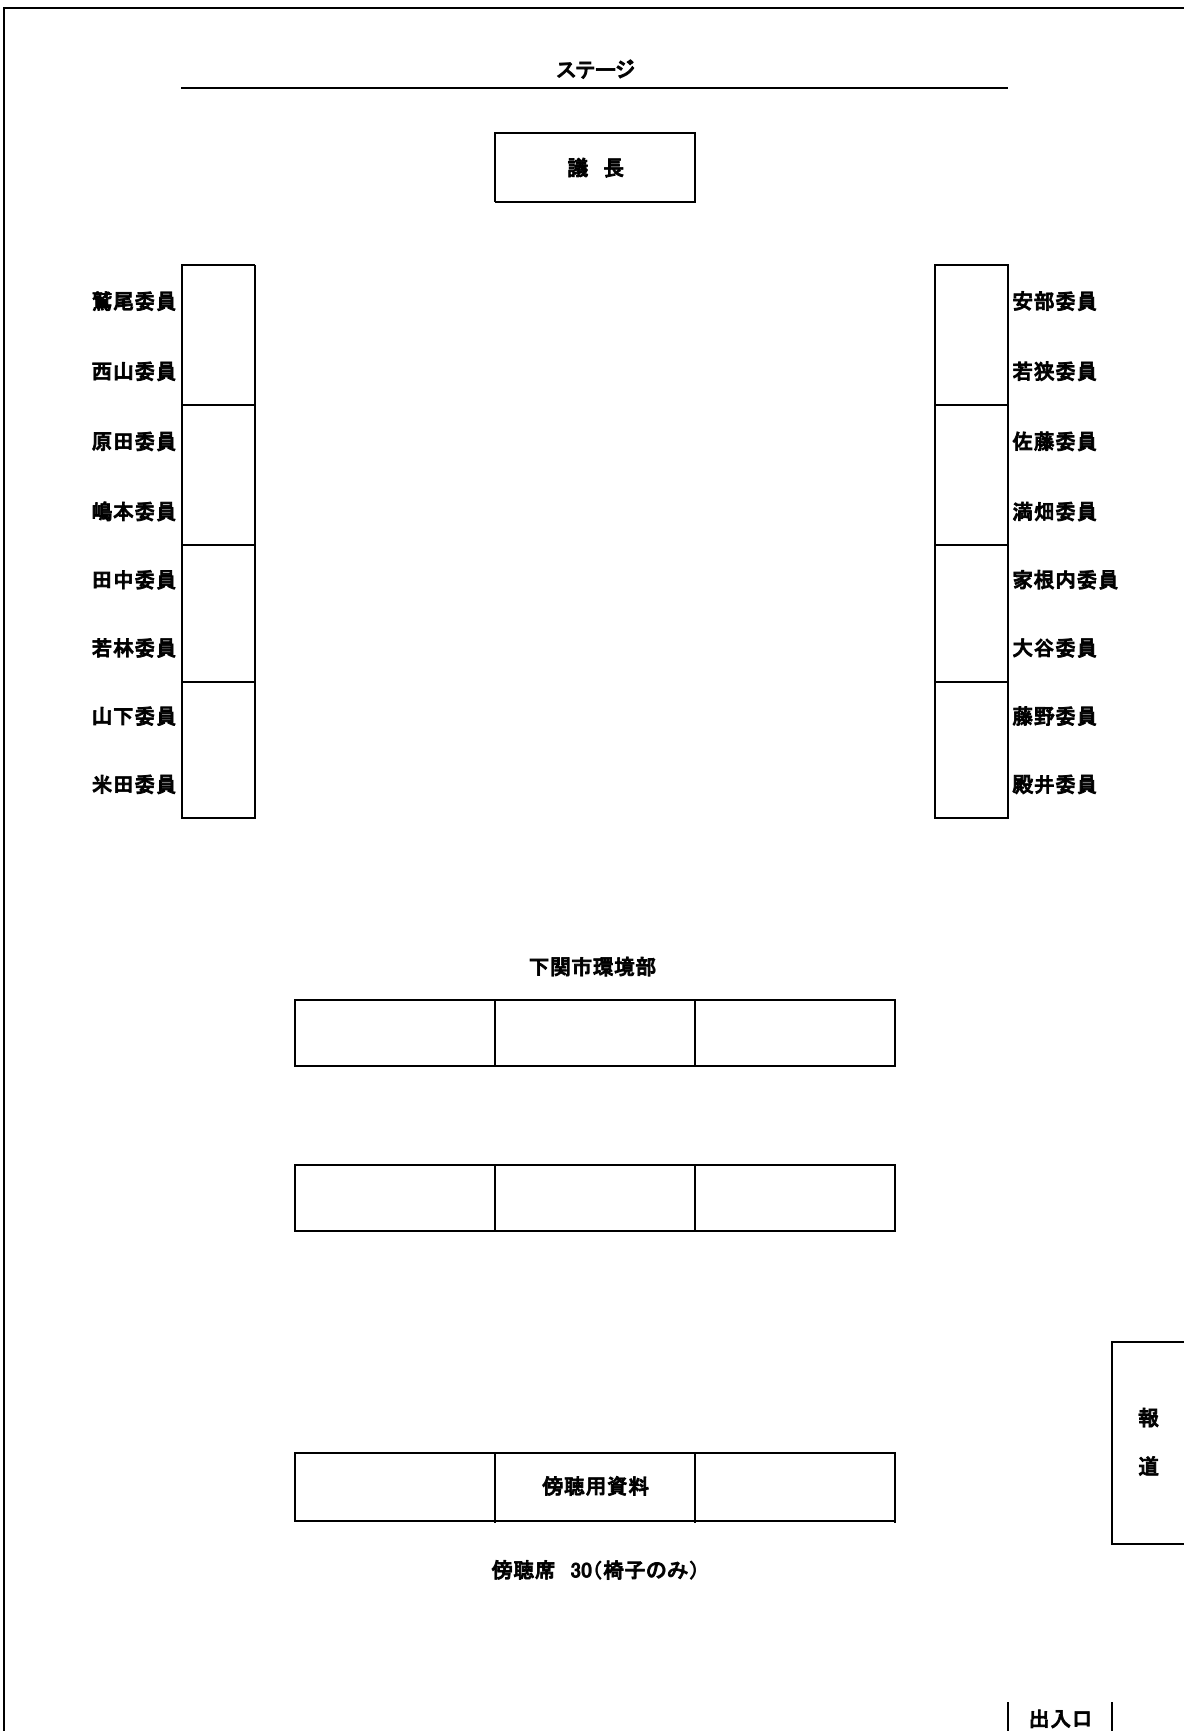 ステージ
議 長
鷲尾委員
安部委員
西山委員
若狭委員
原田委員
佐藤委員
嶋本委員
満畑委員
田中委員
家根内委員
若林委員
大谷委員
山下委員
藤野委員
米田委員
殿井委員
下関市環境部
報
道
傍聴用資料
傍聴席 30(椅子のみ)
出入口